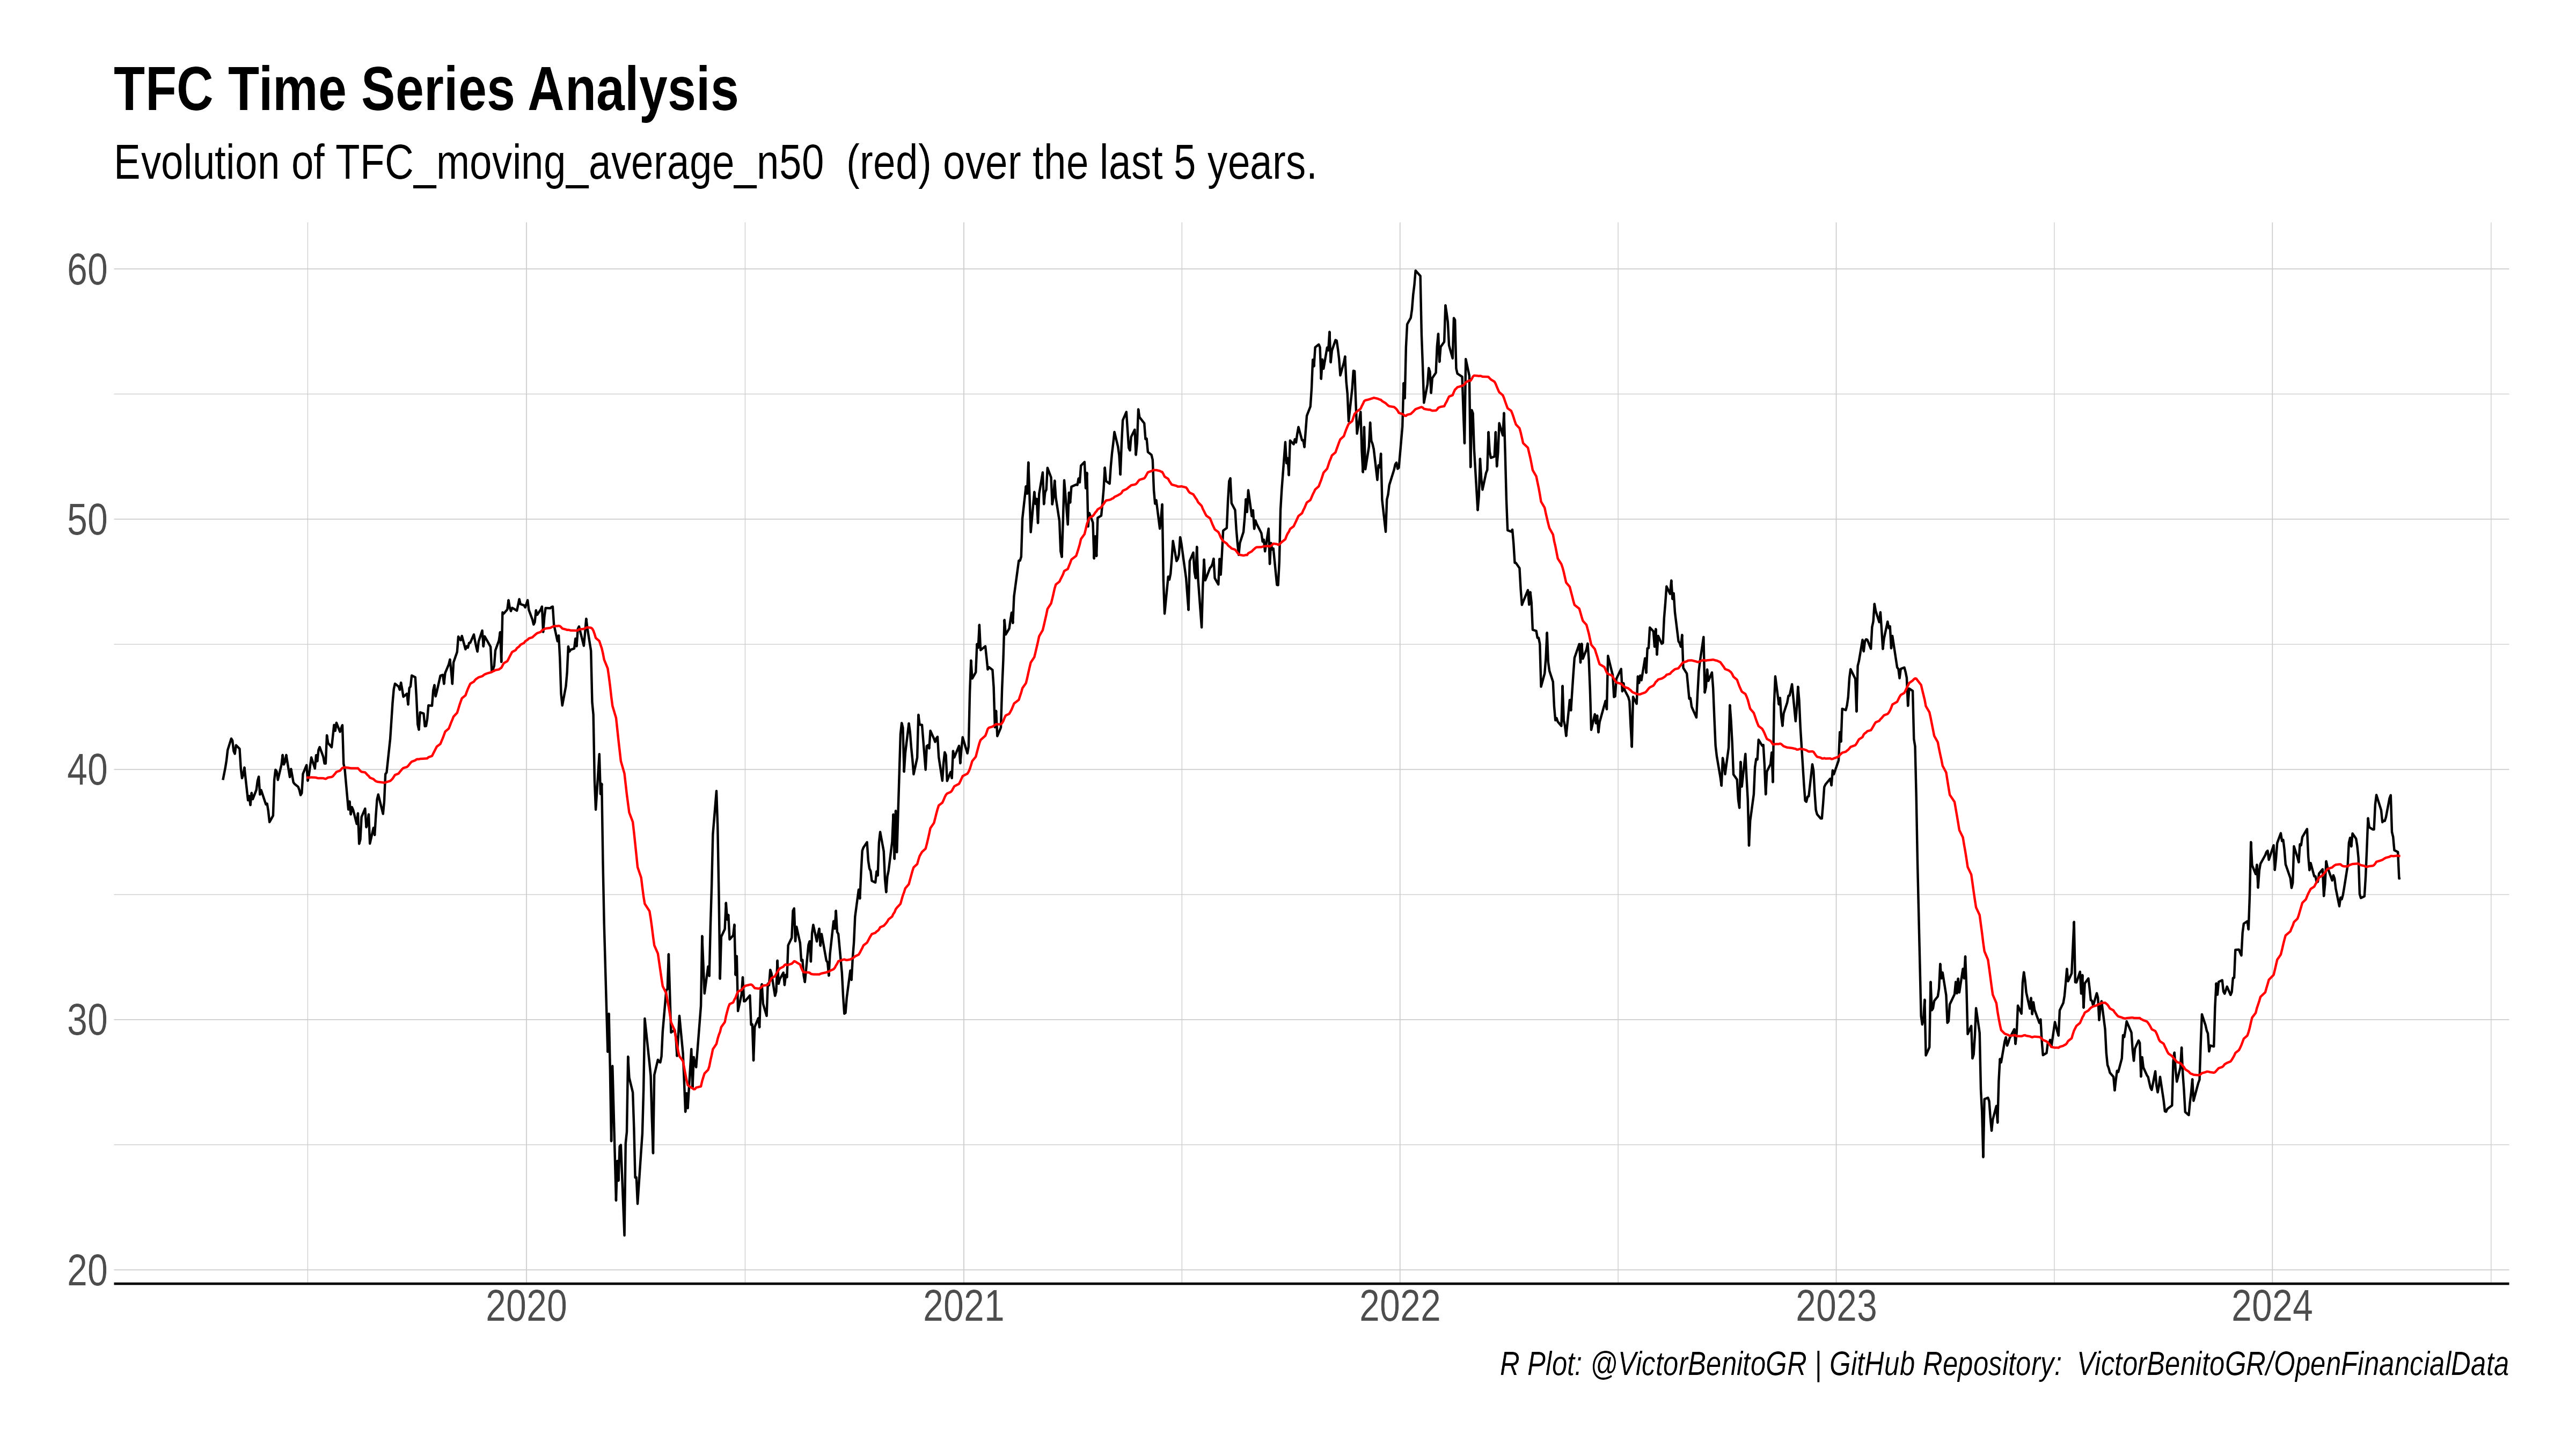 TFC Time Series Analysis
Evolution of TFC_moving_average_n50  (red) over the last 5 years.
60
50
40
30
20
2020 2021 2022 2023 2024
R Plot: @VictorBenitoGR | GitHub Repository:  VictorBenitoGR/OpenFinancialData